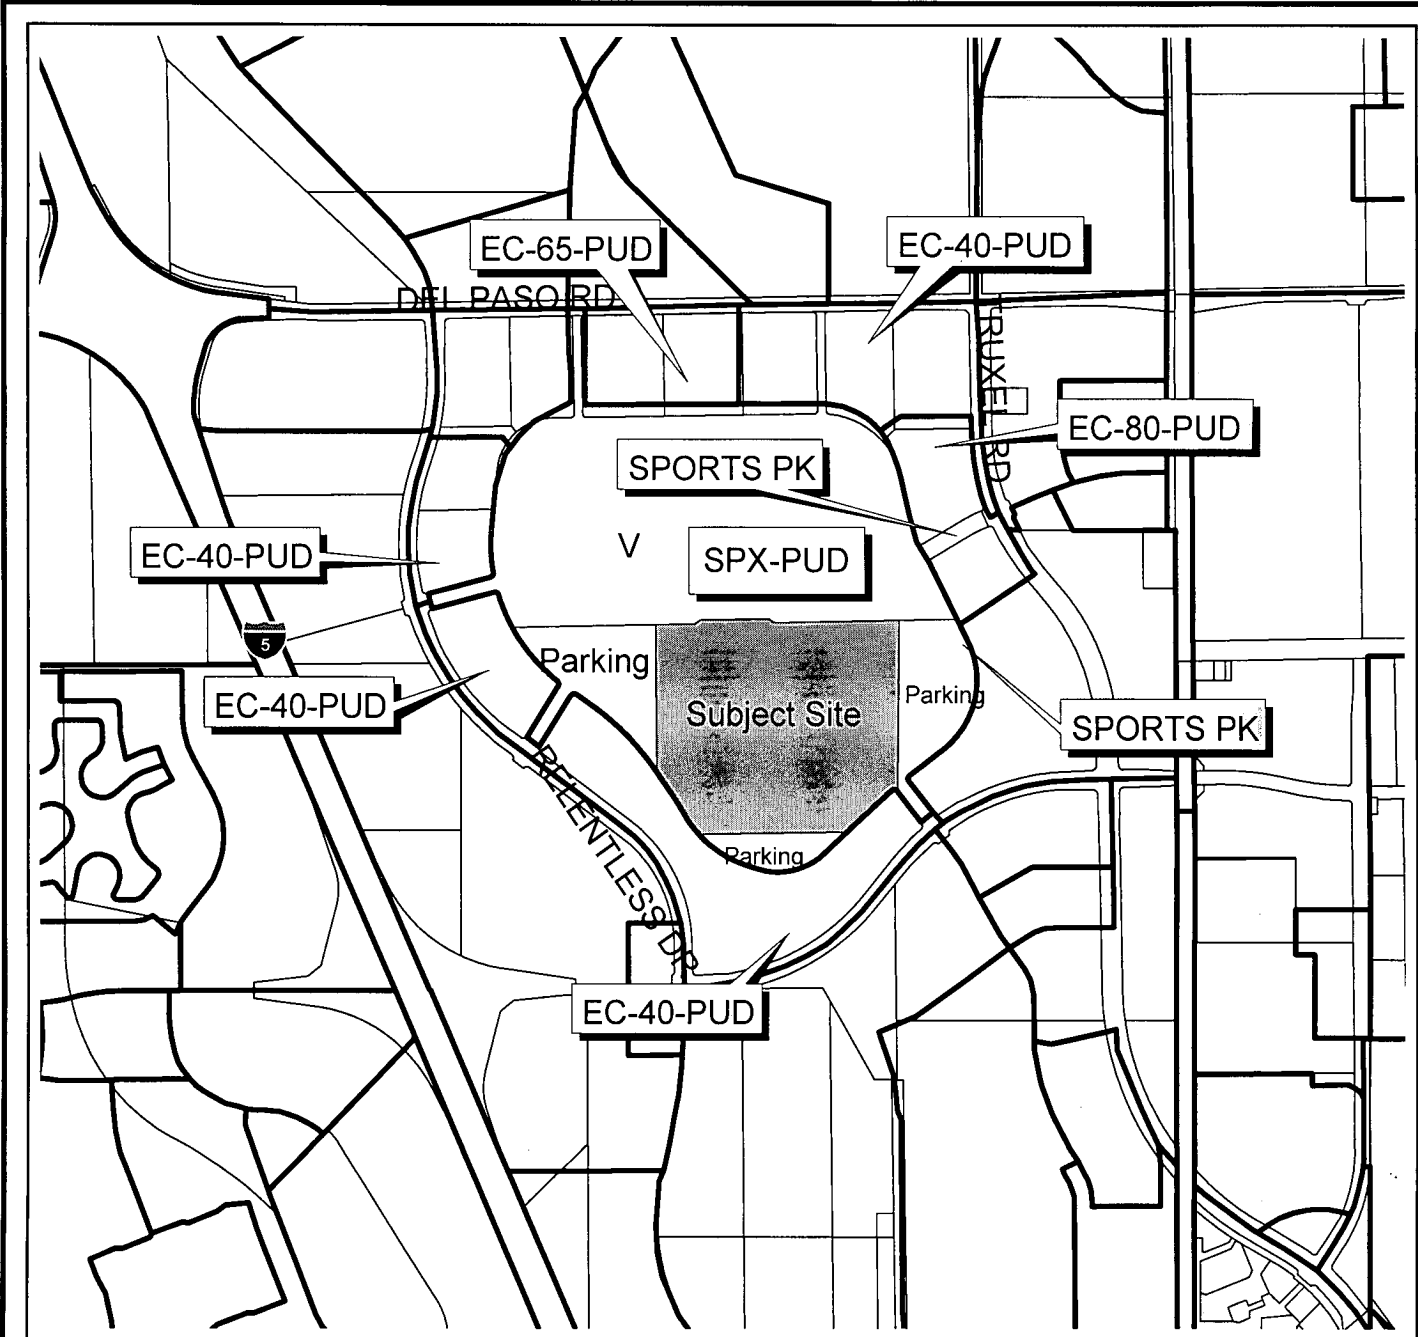 EC-65-PUD
EC-40-PUD
DEL PASO RD
TRUXEL RD
EC-80-PUD
SPORTS PK
EC-40-PUD
V
SPX-PUD
5
Parking
EC-40-PUD
Subject Site
Parking
SPORTS PK
RELENTLESS DR
Parking
EC-40-PUD